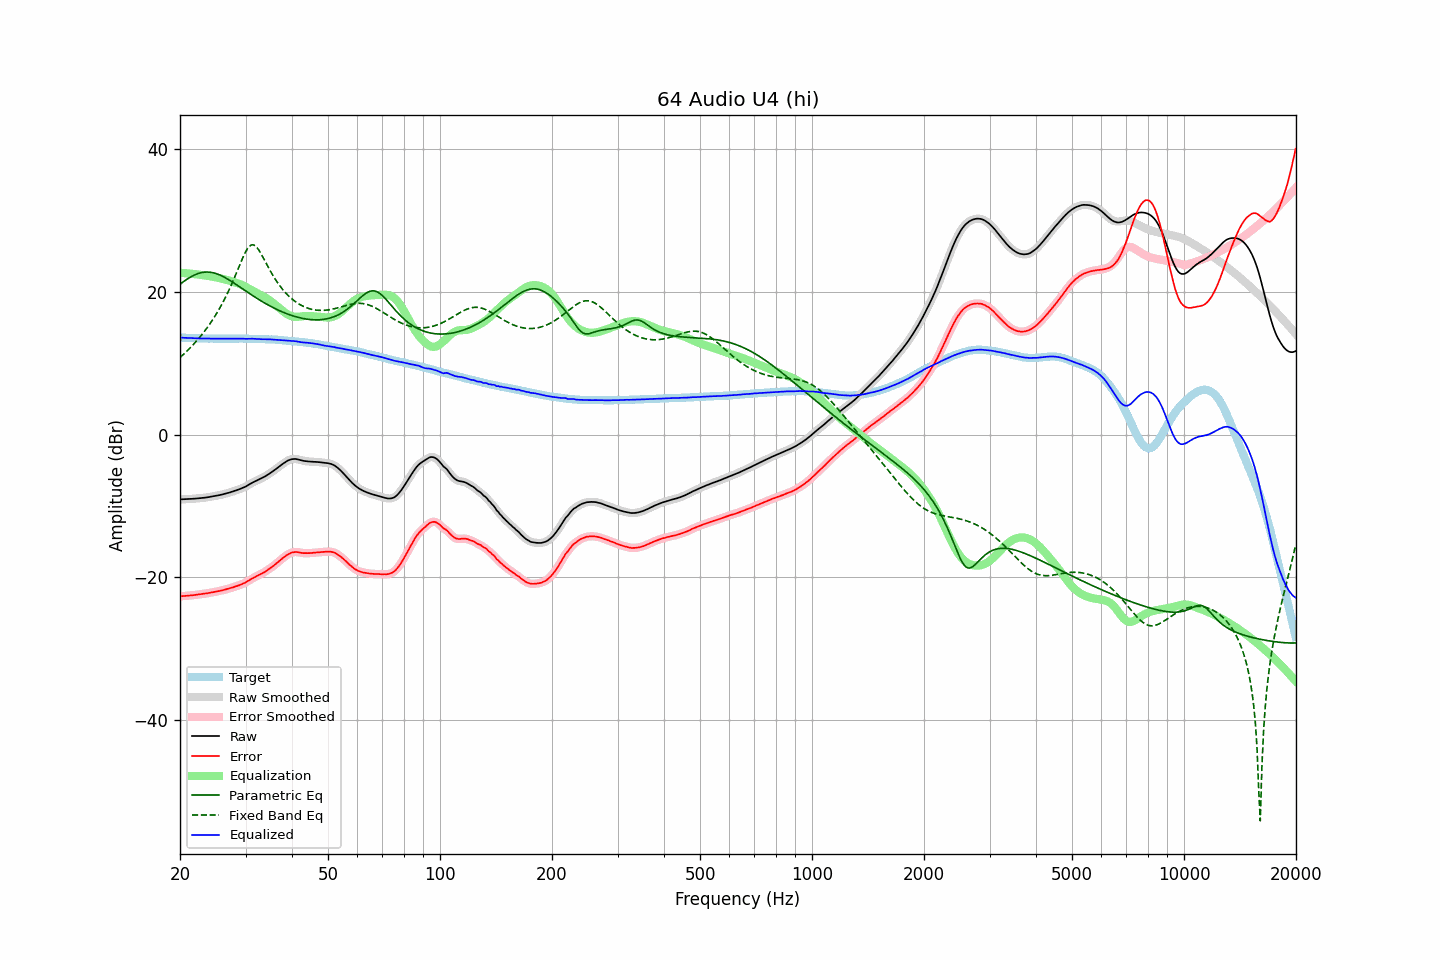 64 Audio U4 (hi)
Amplitude (dBr)
40
20
0
−20
−40
Target
Raw Smoothed
Error Smoothed
Raw
Error
Equalization
Parametric Eq
Fixed Band Eq
Equalized
20 50 100 200 500 1000 2000 5000 10000 20000
Frequency (Hz)